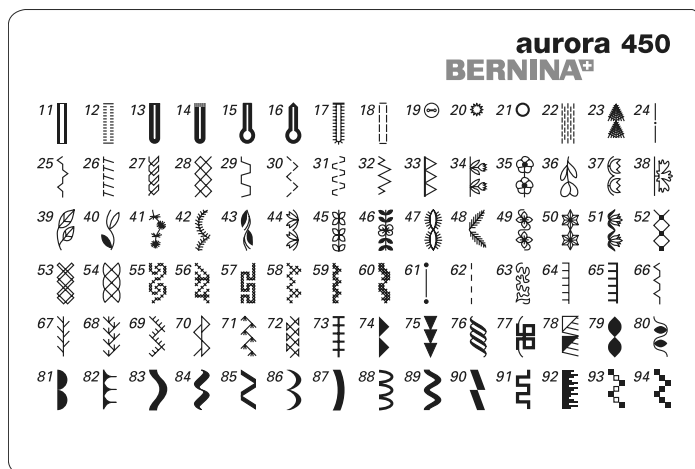 aurora 450
BERNINA
11 12 13 14 15 16 17 18 19 20 21 22 23 24
25 26 27 28 29 30 31 32 33 34 35 36 37 38
39 40 41 42 43 44 45 46 47 48 49 50 51 52
53 54 55 56 57 58 59 60 61 62 63 64 65 66
67 68 69 70 71 72 73 74 75 76 77 78 79 80
81 82 83 84 85 86 87 88 89 90 91 92 93 94